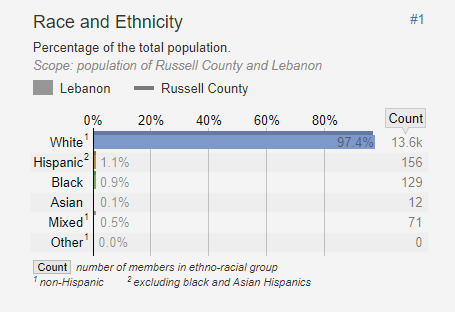 Race and Ethnicity #1
Percentage of the total population.
Scope: population of Russell County and Lebanon
Lebanon Russell County
0% 20% 40% 60% 80% Count
White¹ 97.4% 13.6k
Hispanic² 1.1% 156
Black 0.9% 129
Asian 0.1% 12
Mixed¹ 0.5% 71
Other¹ 0.0% 0
Count number of members in ethno-racial group
¹ non-Hispanic ² excluding black and Asian Hispanics